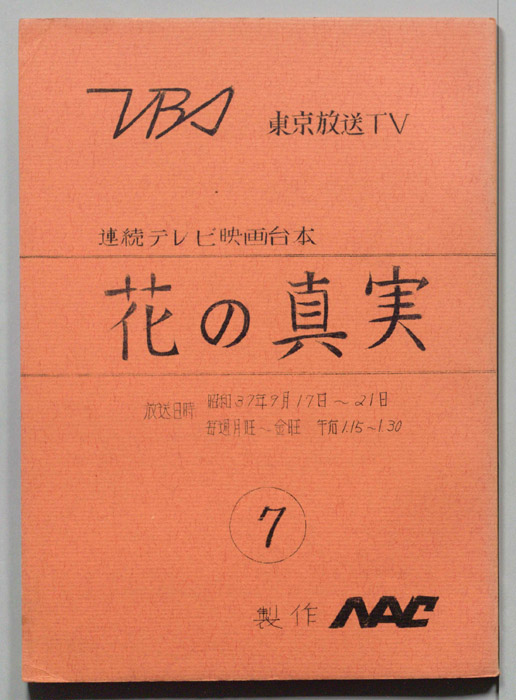 TBS 東京放送TV
連続テレビ映画台本
花の真実
放送日時 昭和37年9月17日～21日
毎週月旺～金旺 午后1.15～1.30
7
製作 NAC